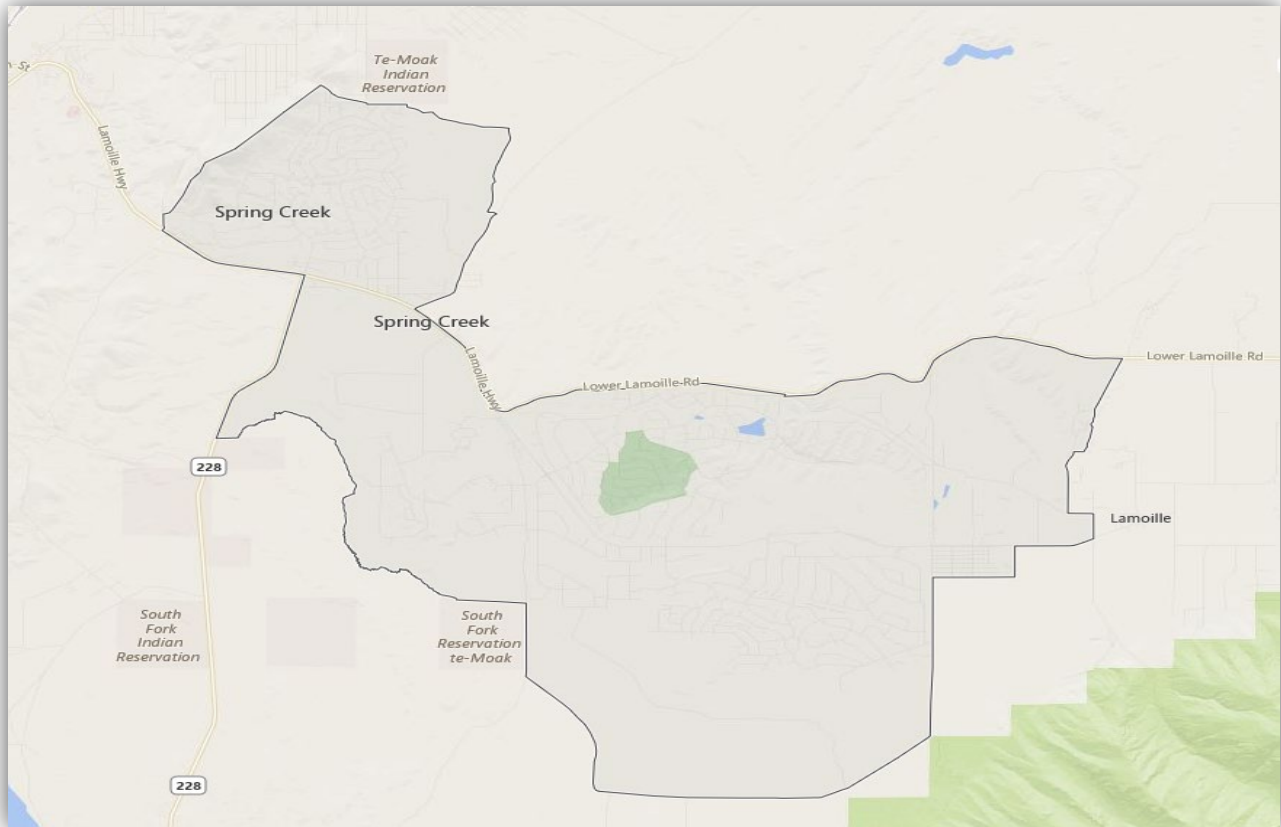 Te-Moak
Indian
Reservation
n-St
Lamoille Hwy
Spring Creek
Spring Creek
Lamoille Hwy
Lower Lamoille Rd
Lower Lamoille-Rd
228
Lamoille
South
Fork
Indian
Reservation
South
Fork
Reservation
te-Moak
228